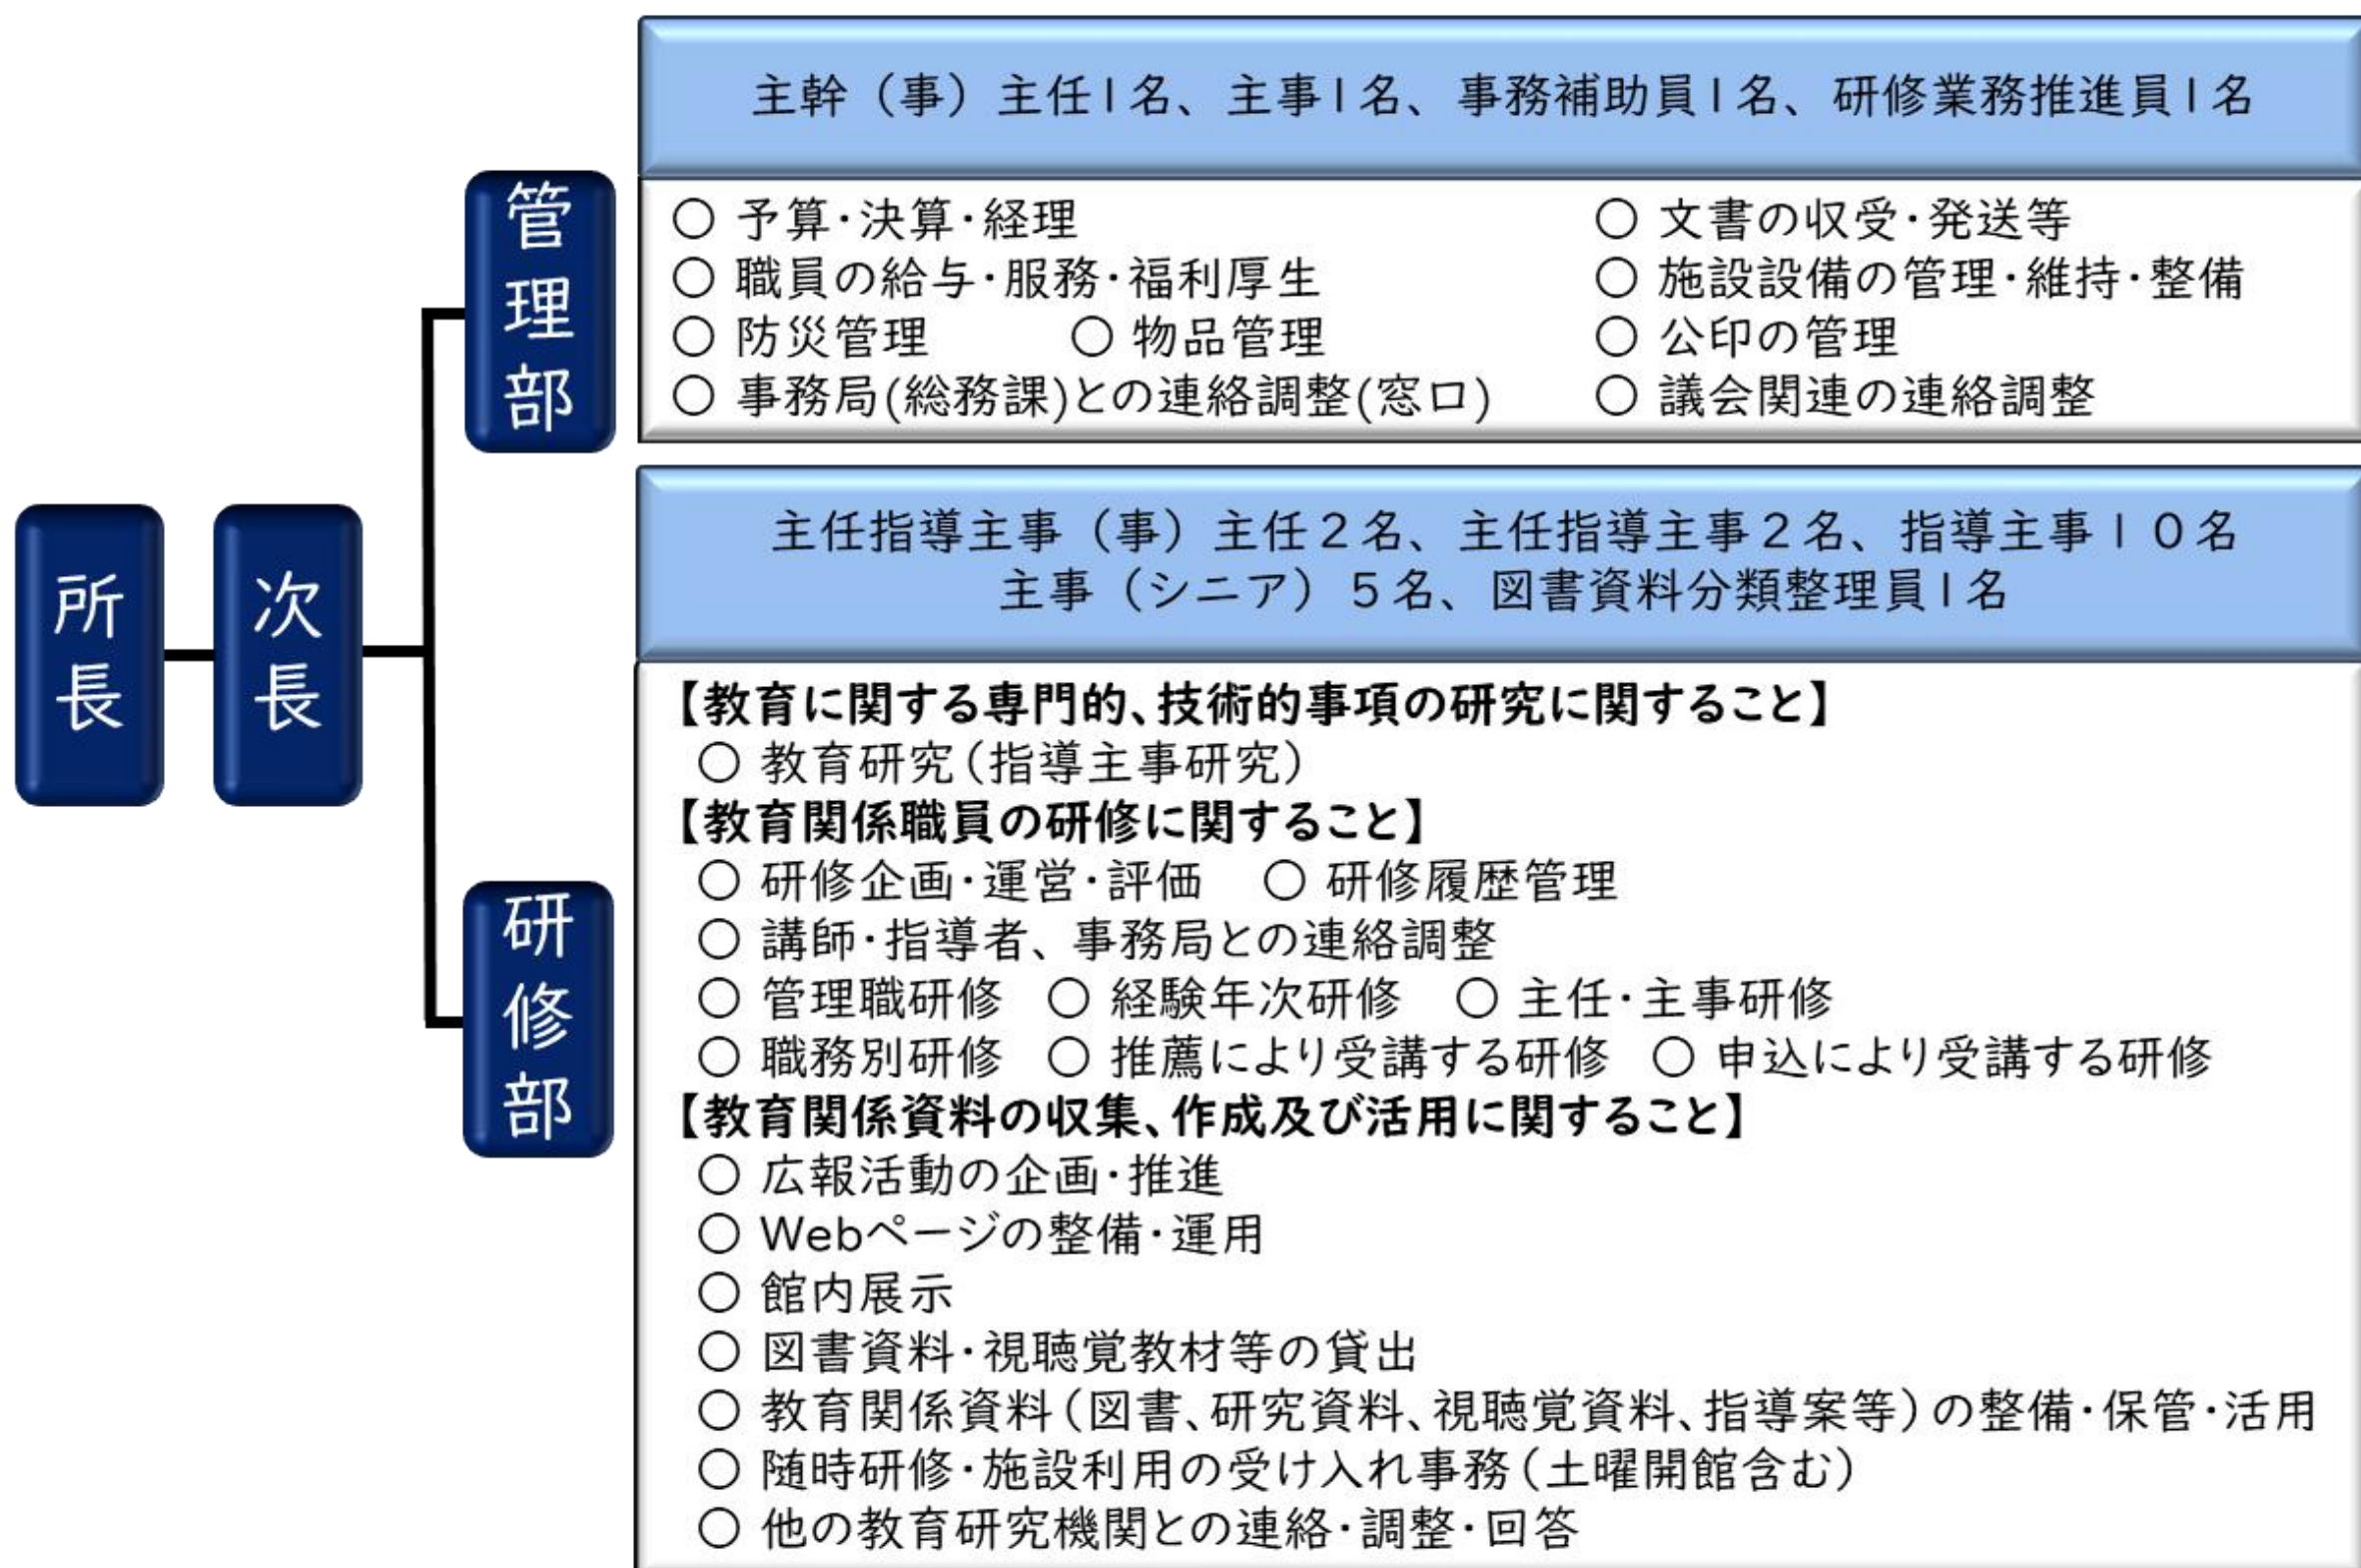 所長
次長
管理部
主幹（事）主任1名、主事1名、事務補助員1名、研修業務推進員1名
○ 予算・決算・経理 ○ 文書の収受・発送等
○ 職員の給与・服務・福利厚生 ○ 施設設備の管理・維持・整備
○ 防災管理 ○ 物品管理 ○ 公印の管理
○ 事務局(総務課)との連絡調整(窓口) ○ 議会関連の連絡調整
研修部
主任指導主事（事）主任２名、主任指導主事２名、指導主事１０名
主事（シニア）５名、図書資料分類整理員1名
【教育に関する専門的、技術的事項の研究に関すること】
○ 教育研究（指導主事研究）
【教育関係職員の研修に関すること】
○ 研修企画・運営・評価 ○ 研修履歴管理
○ 講師・指導者、事務局との連絡調整
○ 管理職研修 ○ 経験年次研修 ○ 主任・主事研修
○ 職務別研修 ○ 推薦により受講する研修 ○ 申込により受講する研修
【教育関係資料の収集、作成及び活用に関すること】
○ 広報活動の企画・推進
○ Webページの整備・運用
○ 館内展示
○ 図書資料・視聴覚教材等の貸出
○ 教育関係資料（図書、研究資料、視聴覚資料、指導案等）の整備・保管・活用
○ 随時研修・施設利用の受け入れ事務（土曜開館含む）
○ 他の教育研究機関との連絡・調整・回答